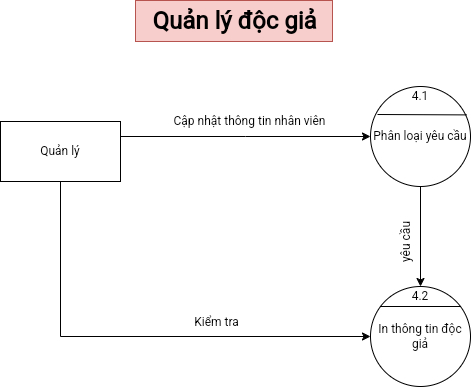 Quản lý độc giả
4.1
Cập nhật thông tin nhân viên
Phân loại yêu cầu
Quản lý
yêu cầu
4.2
Kiểm tra
In thông tin độc
giả